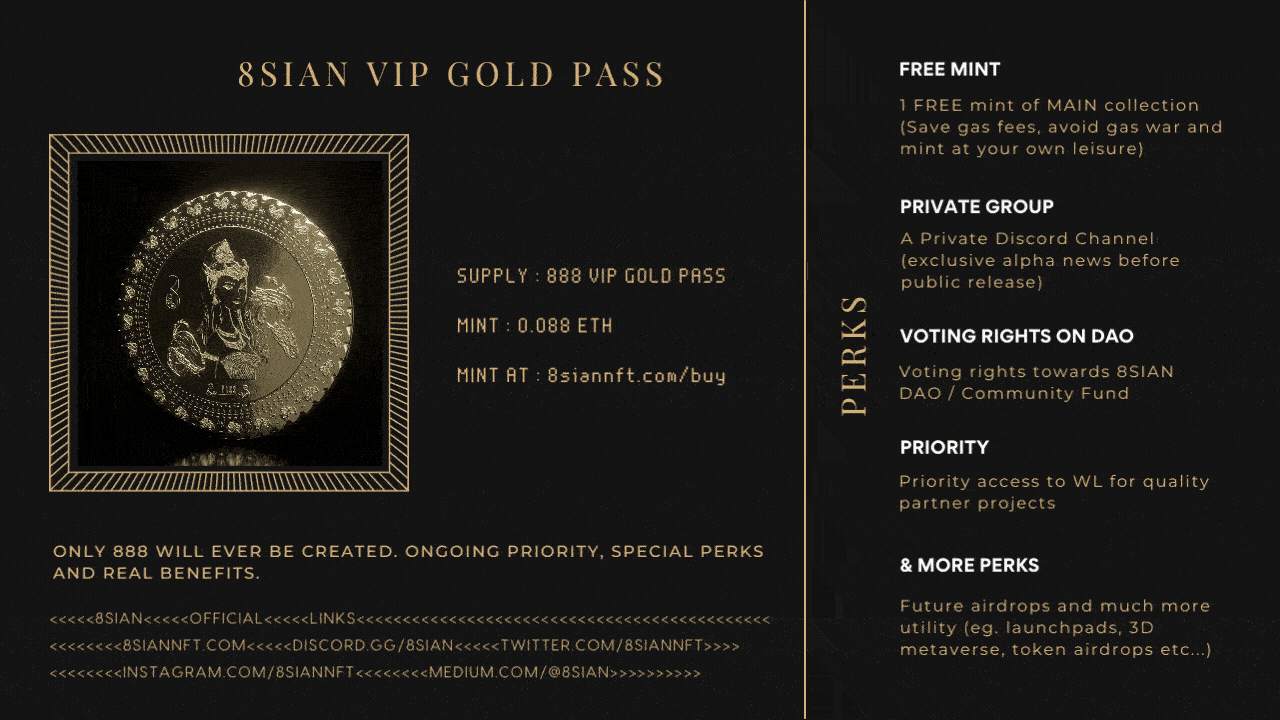 8SIAN VIP GOLD PASS
SUPPLY : 888 VIP GOLD PASS
MINT : 0.088 ETH
MINT AT : 8siannft.com/buy
ONLY 888 WILL EVER BE CREATED. ONGOING PRIORITY, SPECIAL PERKS
AND REAL BENEFITS.
<<<<<8SIAN<<<<<OFFICIAL<<<<<LINKS<<<<<<<<<<<<<<<<<<<<<<<<<<<<<<<<<<<<<<<<<<<<<<<<<<<
<<<<<<<<8SIANNFT.COM<<<<<DISCORD.GG/8SIAN<<<<<TWITTER.COM/8SIANNFT>>>>
<<<<<<<<INSTAGRAM.COM/8SIANNFT<<<<<<<<MEDIUM.COM/@8SIAN>>>>>>>>>>
PERKS
FREE MINT
1 FREE mint of MAIN collection
(Save gas fees, avoid gas war and
mint at your own leisure)
PRIVATE GROUP
A Private Discord Channel
(exclusive alpha news before
public release)
VOTING RIGHTS ON DAO
Voting rights towards 8SIAN
DAO / Community Fund
PRIORITY
Priority access to WL for quality
partner projects
& MORE PERKS
Future airdrops and much more
utility (eg. launchpads, 3D
metaverse, token airdrops etc...)